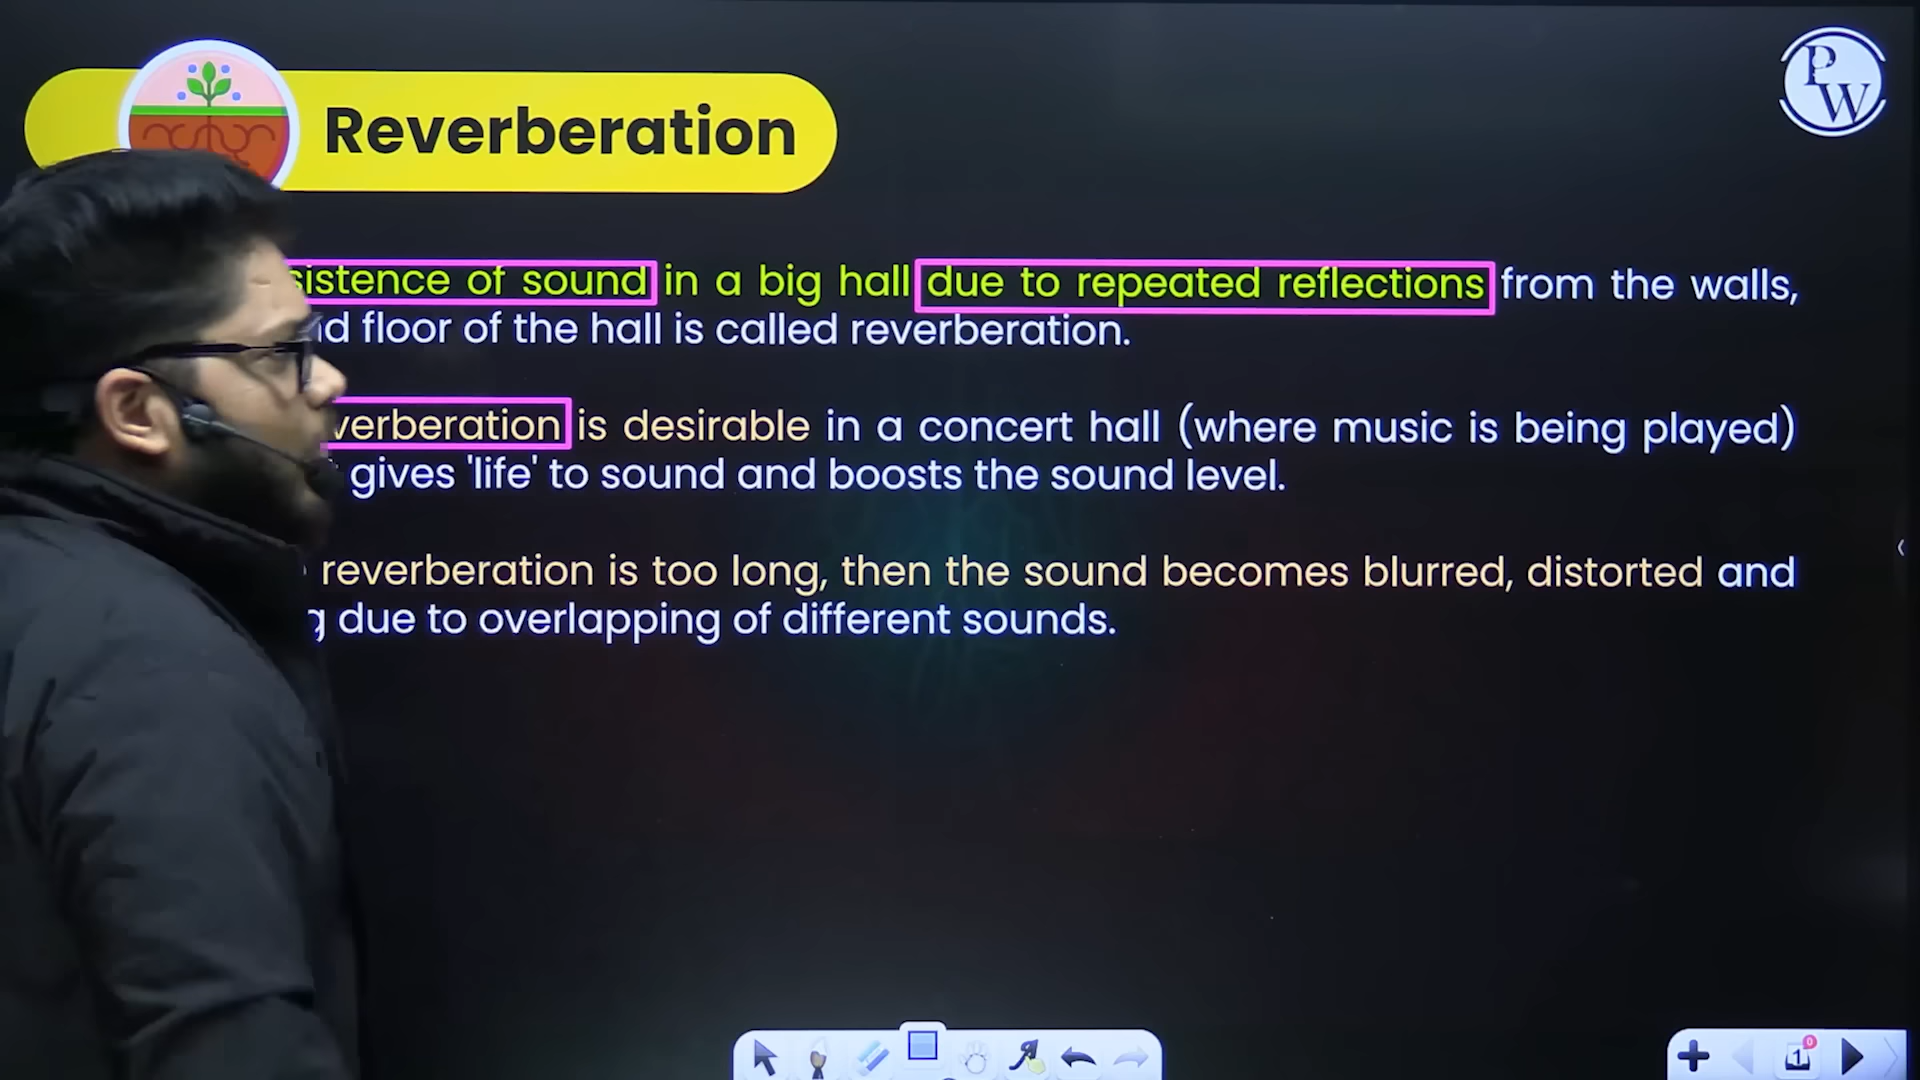 Reverberation
PW
sistence of sound in a big hall due to repeated reflections from the walls,
floor of the hall is called reverberation.
verberation is desirable in a concert hall (where music is being played)
gives 'life' to sound and boosts the sound level.
reverberation is too long, then the sound becomes blurred, distorted and
due to overlapping of different sounds.
1
0